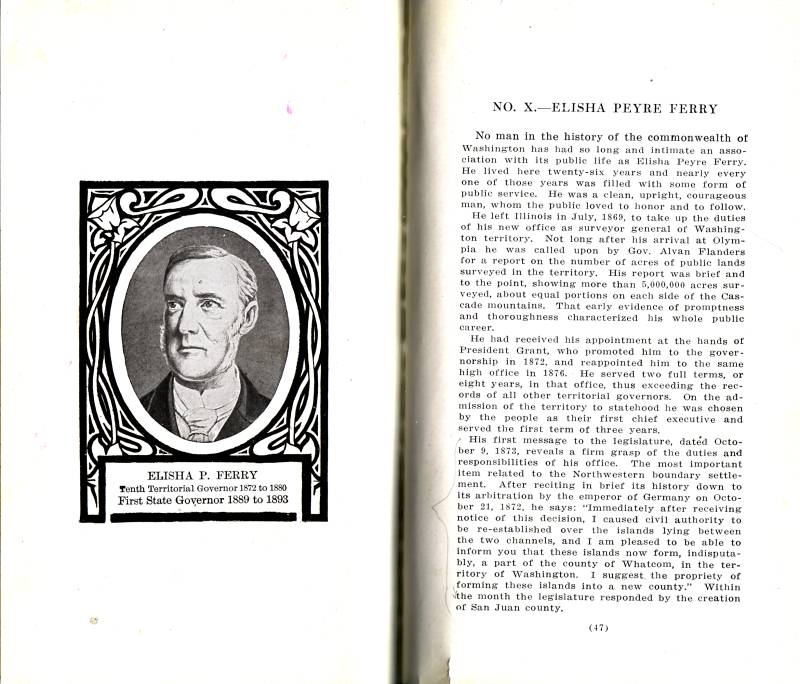 ELISHA P. FERRY
Tenth Territorial Governor 1872 to 1880
First State Governor 1889 to 1893
NO. X.—ELISHA PEYRE FERRY
No man in the history of the commonwealth of
Washington has had so long and intimate an asso-
ciation with its public life as Elisha Peyre Ferry.
He lived here twenty-six years and nearly every
one of those years was filled with some form of
public service. He was a clean, upright, courageous
man, whom the public loved to honor and to follow.
He left Illinois in July, 1869, to take up the duties
of his new office as surveyor general of Washing-
ton territory. Not long after his arrival at Olym-
pia he was called upon by Gov. Alvan Flanders
for a report on the number of acres of public lands
surveyed in the territory. His report was brief and
to the point, showing more than 5,000,000 acres sur-
veyed, about equal portions on each side of the Cas-
cade mountains. That early evidence of promptness
and thoroughness characterized his whole public
career.
He had received his appointment at the hands of
President Grant, who promoted him to the gover-
norship in 1872, and reappointed him to the same
high office in 1876. He served two full terms, or
eight years, in that office, thus exceeding the rec-
ords of all other territorial governors. On the ad-
mission of the territory to statehood he was chosen
by the people as their first chief executive and
served the first term of three years.
His first message to the legislature, dated Octo-
ber 9, 1873, reveals a firm grasp of the duties and
responsibilities of his office. The most important
item related to the Northwestern boundary settle-
ment. After reciting in brief its history down to
its arbitration by the emperor of Germany on Octo-
ber 21, 1872, he says: "Immediately after receiving
notice of this decision, I caused civil authority to
be re-established over the islands lying between
the two channels, and I am pleased to be able to
inform you that these islands now form, indisputa-
bly, a part of the county of Whatcom, in the ter-
ritory of Washington. I suggest the propriety of
forming these islands into a new county." Within
the month the legislature responded by the creation
of San Juan county.
(47)